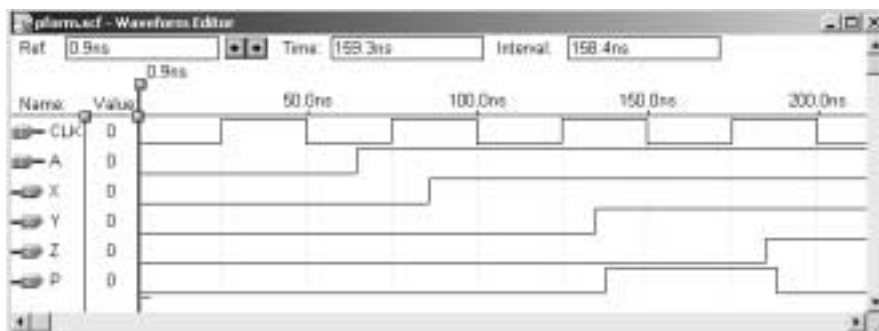 pfarm.scf - Waveform Editor
Ref: 0.9ns Time: 159.3ns Interval: 158.4ns
0.9ns
Name: Value: 50.0ns 100.0ns 150.0ns 200.0ns
CLK 0
A 0
X 0
Y 0
Z 0
P 0